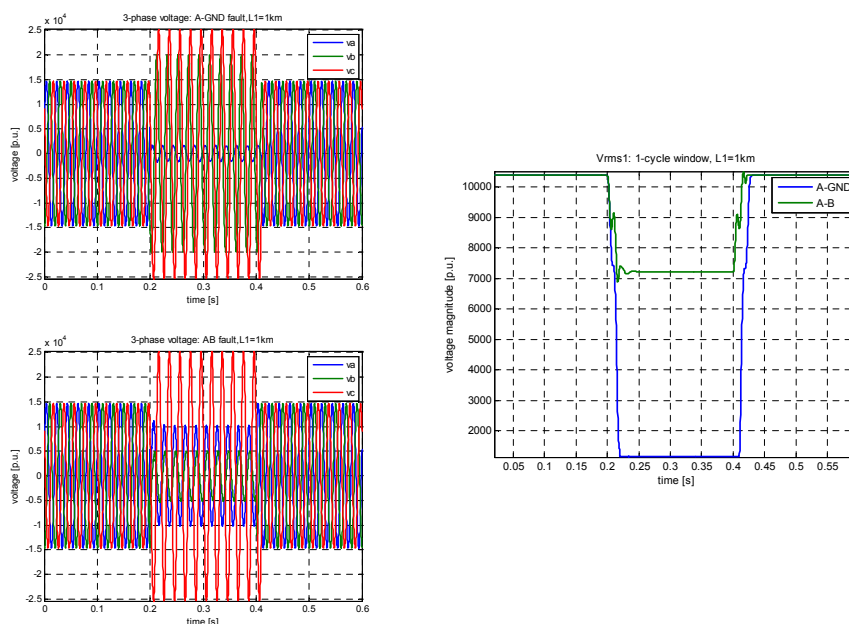 3-phase voltage: A-GND fault,L1=1km
x 10^4
2.5
2
1.5
1
0.5
0
-0.5
-1
-1.5
-2
-2.5
voltage [p.u.]
0 0.1 0.2 0.3 0.4 0.5 0.6
time [s]
va
vb
vc
3-phase voltage: AB fault,L1=1km
x 10^4
2.5
2
1.5
1
0.5
0
-0.5
-1
-1.5
-2
-2.5
voltage [p.u.]
0 0.1 0.2 0.3 0.4 0.5 0.6
time [s]
va
vb
vc
Vrms1: 1-cycle window, L1=1km
10000
9000
8000
7000
6000
5000
4000
3000
2000
voltage magnitude [p.u.]
0.05 0.1 0.15 0.2 0.25 0.3 0.35 0.4 0.45 0.5 0.55
time [s]
A-GND
A-B